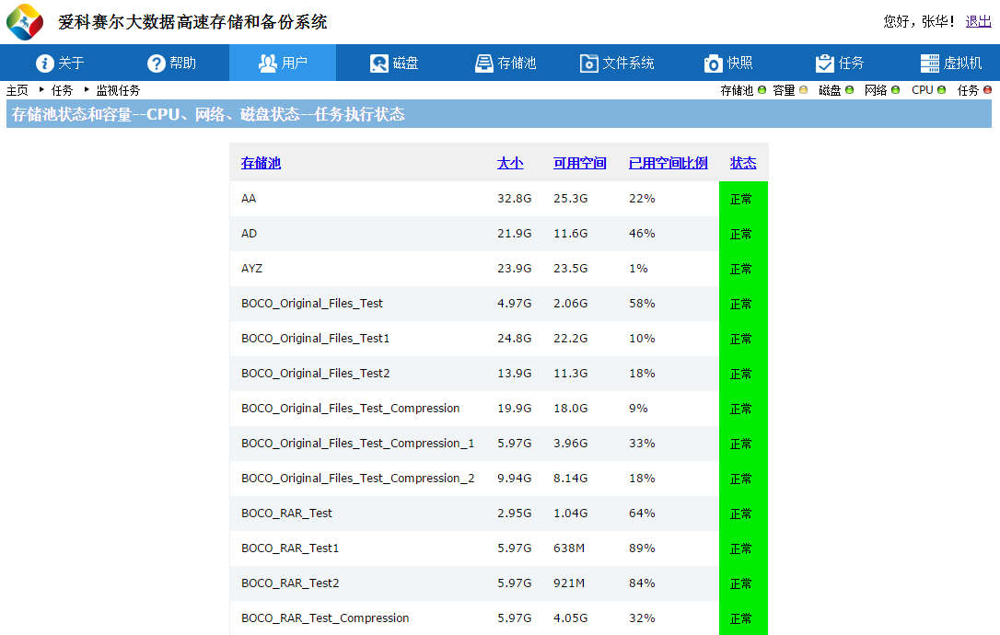 爱科赛尔大数据高速存储和备份系统
您好，张华！ 退出
关于 帮助 用户 磁盘 存储池 文件系统 快照 任务 虚拟机
主页 任务 监视任务 存储池 容量 磁盘 网络 CPU 任务
存储池状态和容量--CPU、网络、磁盘状态--任务执行状态
存储池 大小 可用空间 已用空间比例 状态
AA 32.8G 25.3G 22% 正常
AD 21.9G 11.6G 46% 正常
AYZ 23.9G 23.5G 1% 正常
BOCO_Original_Files_Test 4.97G 2.06G 58% 正常
BOCO_Original_Files_Test1 24.8G 22.2G 10% 正常
BOCO_Original_Files_Test2 13.9G 11.3G 18% 正常
BOCO_Original_Files_Test_Compression 19.9G 18.0G 9% 正常
BOCO_Original_Files_Test_Compression_1 5.97G 3.96G 33% 正常
BOCO_Original_Files_Test_Compression_2 9.94G 8.14G 18% 正常
BOCO_RAR_Test 2.95G 1.04G 64% 正常
BOCO_RAR_Test1 5.97G 638M 89% 正常
BOCO_RAR_Test2 5.97G 921M 84% 正常
BOCO_RAR_Test_Compression 5.97G 4.05G 32% 正常